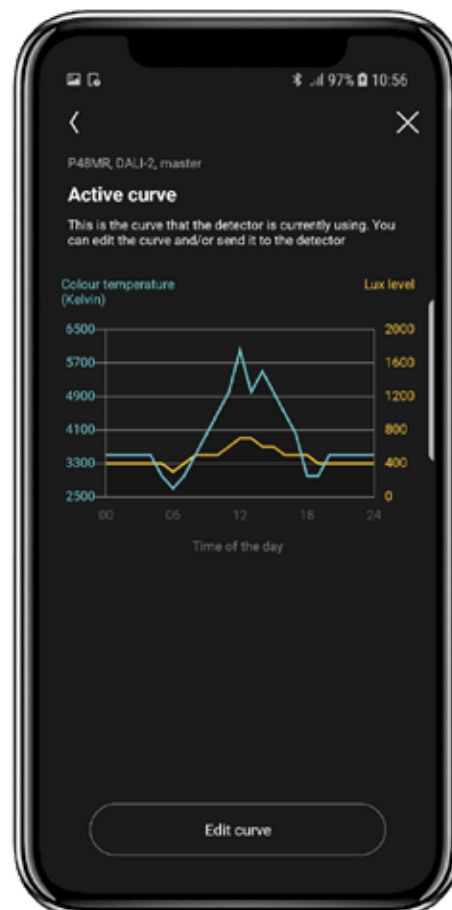 97% 10:56
P48MR, DALI-2, master
Active curve
This is the curve that the detector is currently using. You
can edit the curve and/or send it to the detector
Colour temperature
(Kelvin)
Lux level
6500 2000
5700 1600
4900 1200
4100 800
3300 400
2500 0
00 06 12 18 24
Time of the day
Edit curve